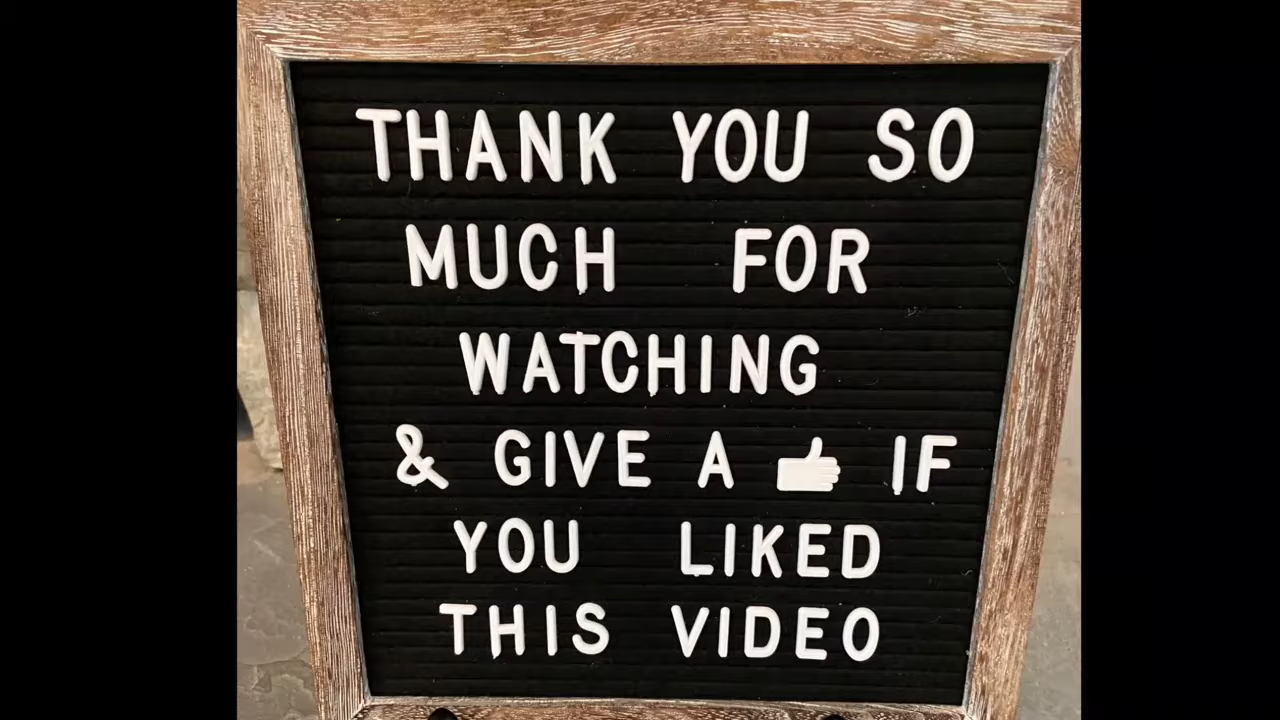 THANK YOU SO
MUCH FOR
WATCHING
& GIVE A 👍 IF
YOU LIKED
THIS VIDEO